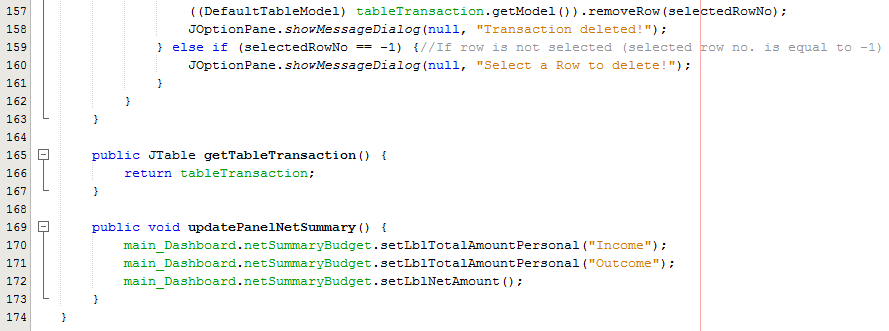 157 ((DefaultTableModel) tableTransaction.getModel()).removeRow(selectedRowNo);
158 JOptionPane.showMessageDialog(null, "Transaction deleted!");
159 } else if (selectedRowNo == -1) {//If row is not selected (selected row no. is equal to -1)
160 JOptionPane.showMessageDialog(null, "Select a Row to delete!");
161 }
162 }
163 }
164
165 public JTable getTableTransaction() {
166 return tableTransaction;
167 }
168
169 public void updatePanelNetSummary() {
170 main_Dashboard.netSummaryBudget.setLblTotalAmountPersonal("Income");
171 main_Dashboard.netSummaryBudget.setLblTotalAmountPersonal("Outcome");
172 main_Dashboard.netSummaryBudget.setLblNetAmount();
173 }
174 }